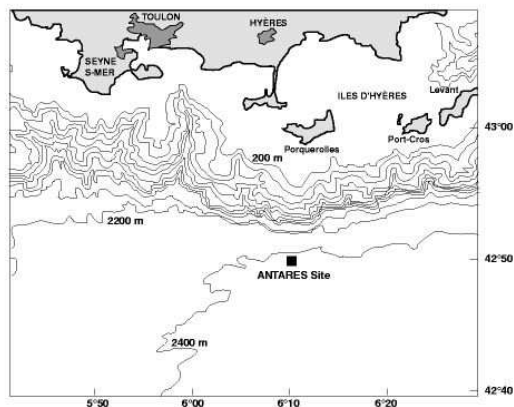 TOULON
HYÈRES
SEYNE
S-MER
ILES D'HYÈRES
Levant
43°00
Port-Cros
Porquerolles
200 m
2200 m
42°50
ANTARES Site
2400 m
42°40
5°50
6°00
6°10
6°20